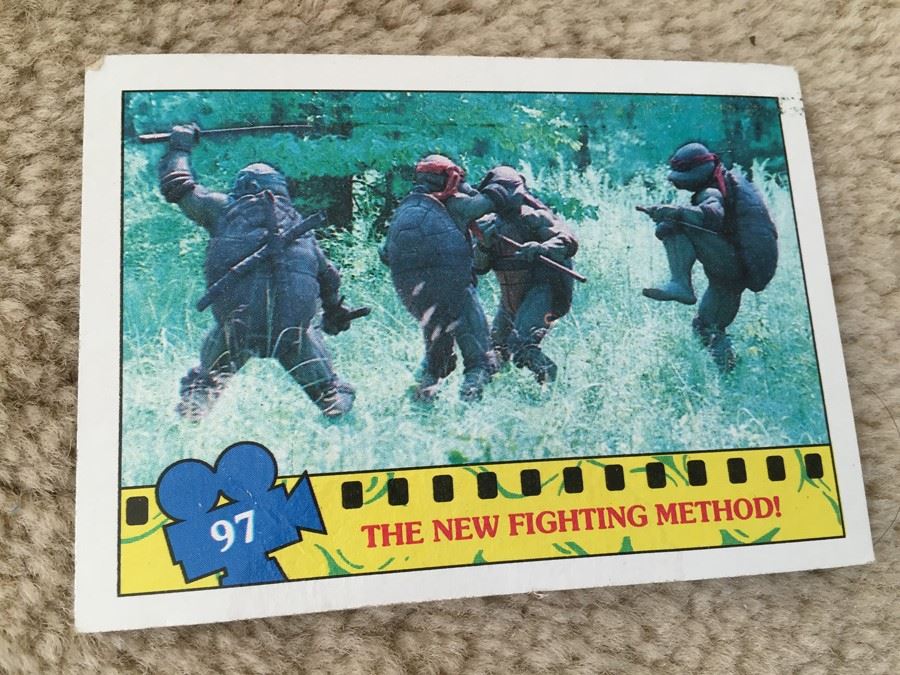 97
THE NEW FIGHTING METHOD!